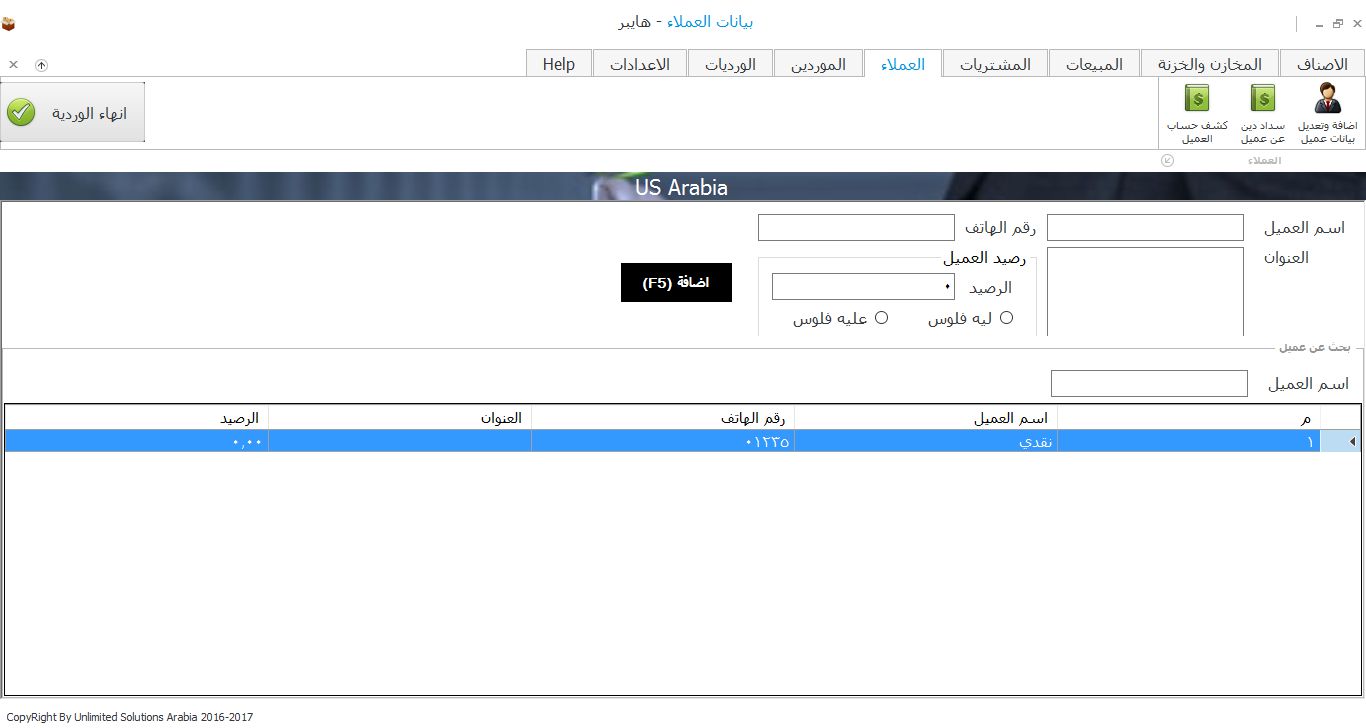 بيانات العملاء - هايبر
الاصناف
المخازن والخزنة
المبيعات
المشتريات
العملاء
الموردين
الورديات
الاعدادات
Help
اضافة وتعديل
بيانات عميل
سداد دين
عن عميل
كشف حساب
العميل
العملاء
انهاء الوردية
US Arabia
اسم العميل
رقم الهاتف
العنوان
رصيد العميل
الرصيد
ليه فلوس
عليه فلوس
اضافة (F5)
بحث عن عميل
اسم العميل
م اسم العميل رقم الهاتف العنوان الرصيد
١ نقدي ٠١٢٣٥ ٠,٠٠
CopyRight By Unlimited Solutions Arabia 2016-2017